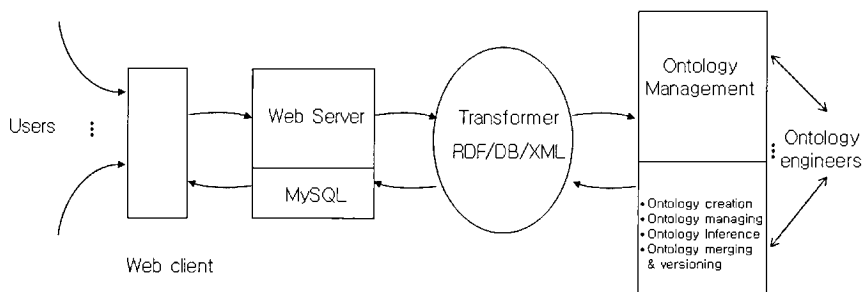 Users
Web client
Web Server
MySQL
Transformer
RDF/DB/XML
Ontology
Management
• Ontology creation
• Ontology managing
• Ontology Inference
• Ontology merging
& versioning
Ontology
engineers